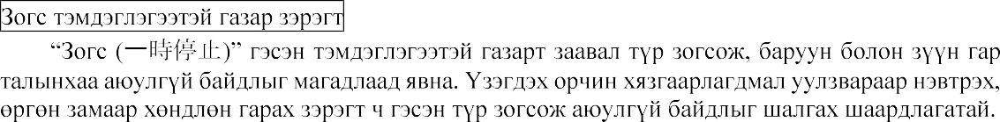 Зогс тэмдэглэгээтэй газар зэрэгт
“Зогс (一時停止)” гэсэн тэмдэглэгээтэй газарт заавал түр зогсож, баруун болон зүүн гар
талынхаа аюулгүй байдлыг магадлаад явна. Үзэгдэх орчин хязгаарлагдмал уулзвараар нэвтрэх,
өргөн замаар хөндлөн гарах зэрэгт ч гэсэн түр зогсож аюулгүй байдлыг шалгах шаардлагатай.